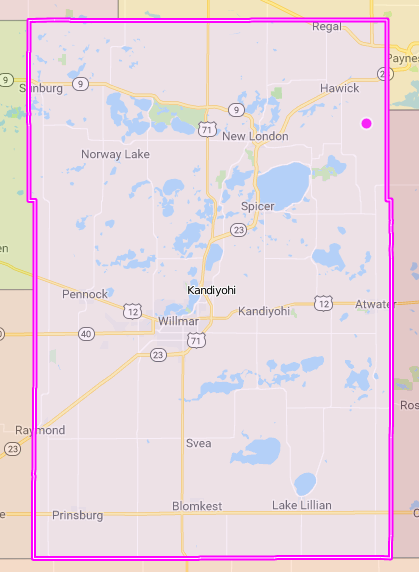 Regal
Paynes
23
9
Sunburg
9
Hawick
9
71
New London
Norway Lake
Spicer
23
en
Kandiyohi
Pennock
12
Kandiyohi
12
Atwater
Willmar
40
71
23
Ros
Raymond
23
Svea
Blomkest
Lake Lillian
e
Prinsburg